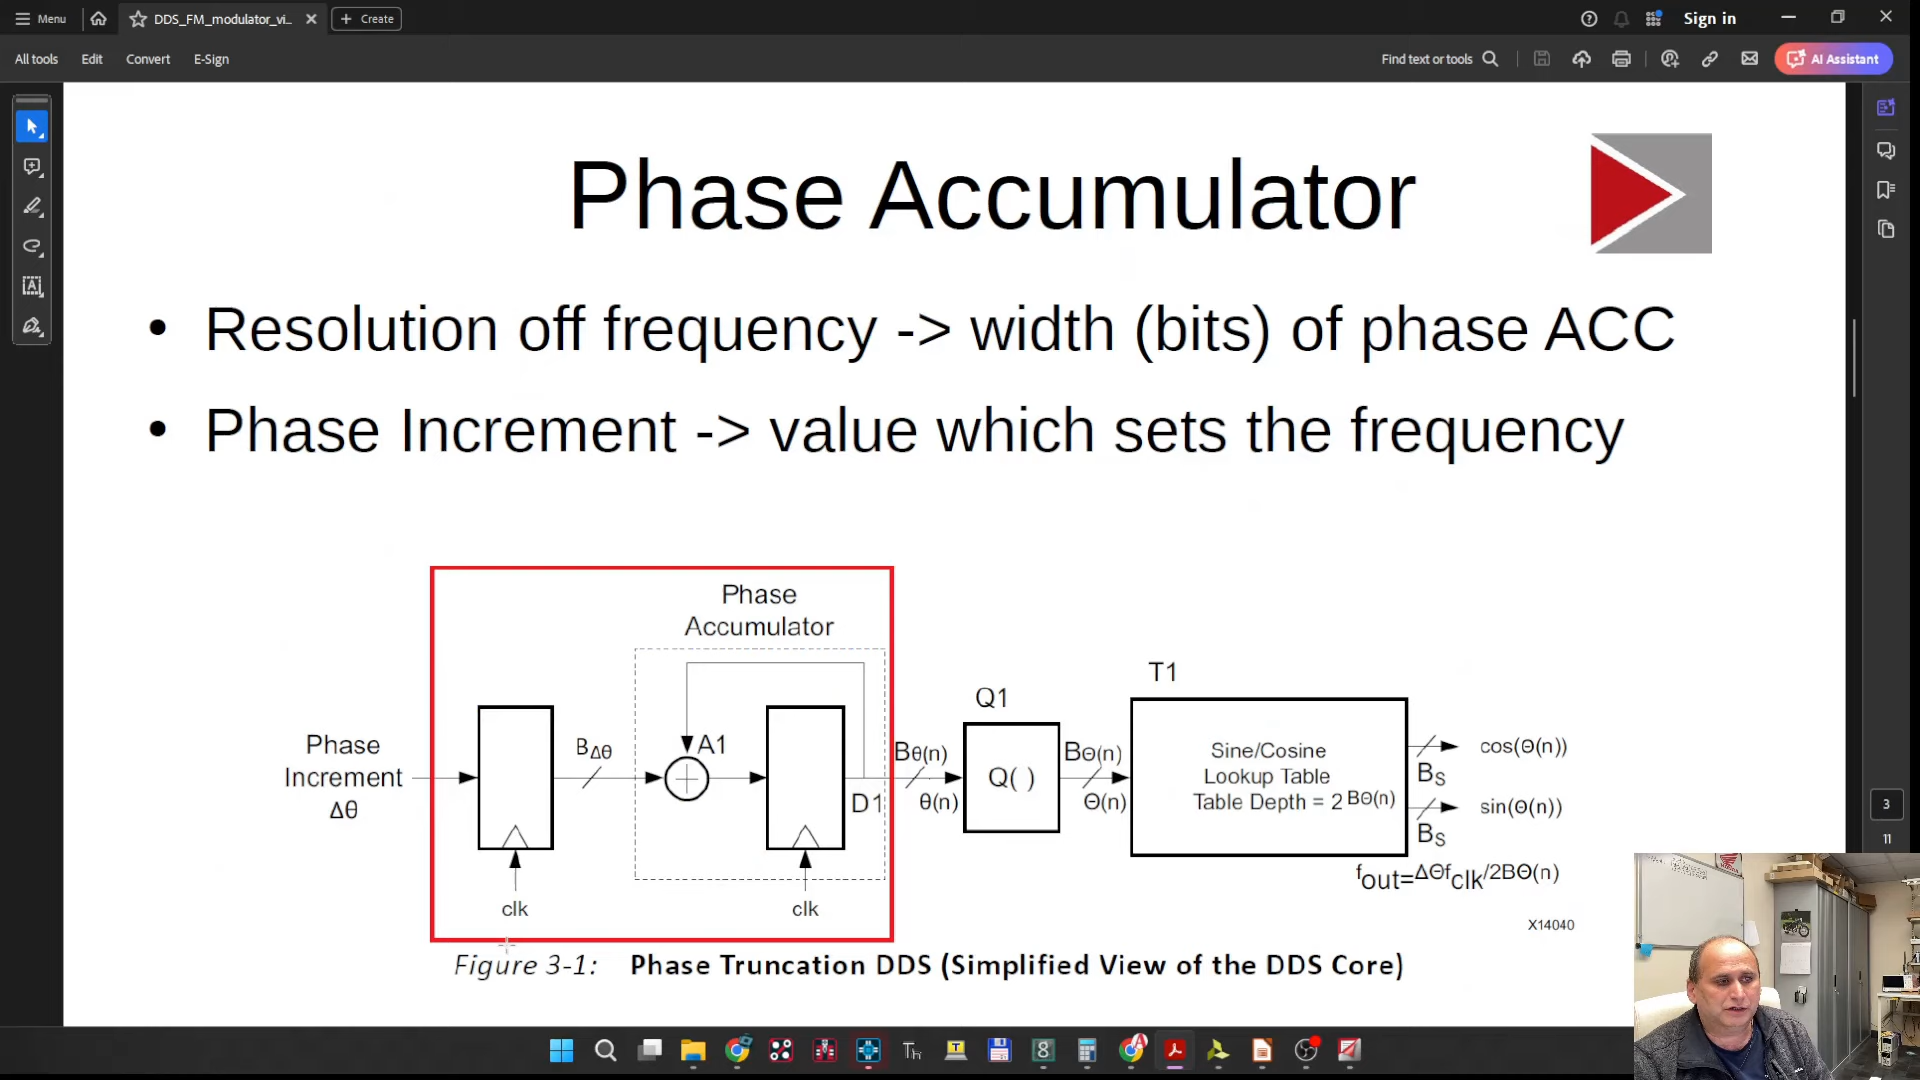 Menu
DDS_FM_modulator_vi...
Create
Sign in
All tools
Edit
Convert
E-Sign
Find text or tools
AI Assistant
Phase Accumulator
• Resolution off frequency -> width (bits) of phase ACC
• Phase Increment -> value which sets the frequency
Phase
Accumulator
T1
Q1
Phase
Increment
Δθ
BΔθ
A1
D1
Bθ(n)
θ(n)
Q( )
BΘ(n)
Θ(n)
Sine/Cosine
Lookup Table
Table Depth = 2 BΘ(n)
cos(Θ(n))
BS
sin(Θ(n))
BS
fout=ΔΘfclk/2BΘ(n)
clk
clk
X14040
Figure 3-1: Phase Truncation DDS (Simplified View of the DDS Core)
3
11
Th
T
8